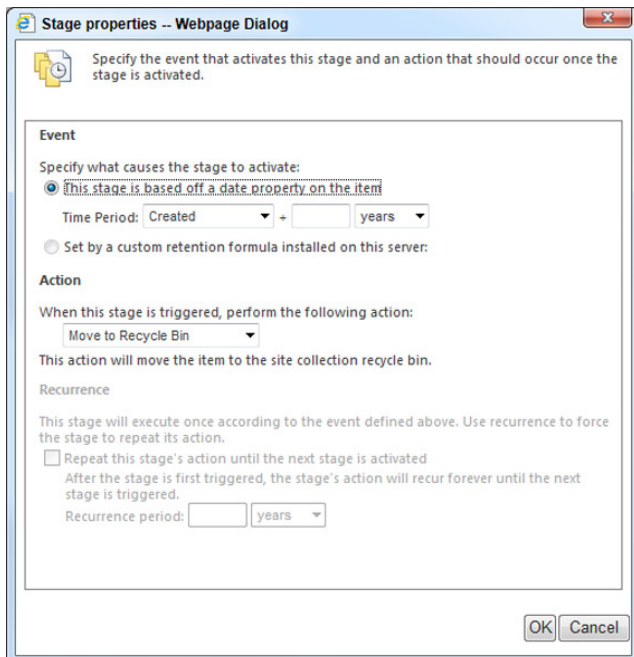 Stage properties -- Webpage Dialog
x
Specify the event that activates this stage and an action that should occur once the
stage is activated.
Event
Specify what causes the stage to activate:
This stage is based off a date property on the item
Time Period: Created + years
Set by a custom retention formula installed on this server:
Action
When this stage is triggered, perform the following action:
Move to Recycle Bin
This action will move the item to the site collection recycle bin.
Recurrence
This stage will execute once according to the event defined above. Use recurrence to force
the stage to repeat its action.
Repeat this stage's action until the next stage is activated
After the stage is first triggered, the stage's action will recur forever until the next
stage is triggered.
Recurrence period: years
OK Cancel